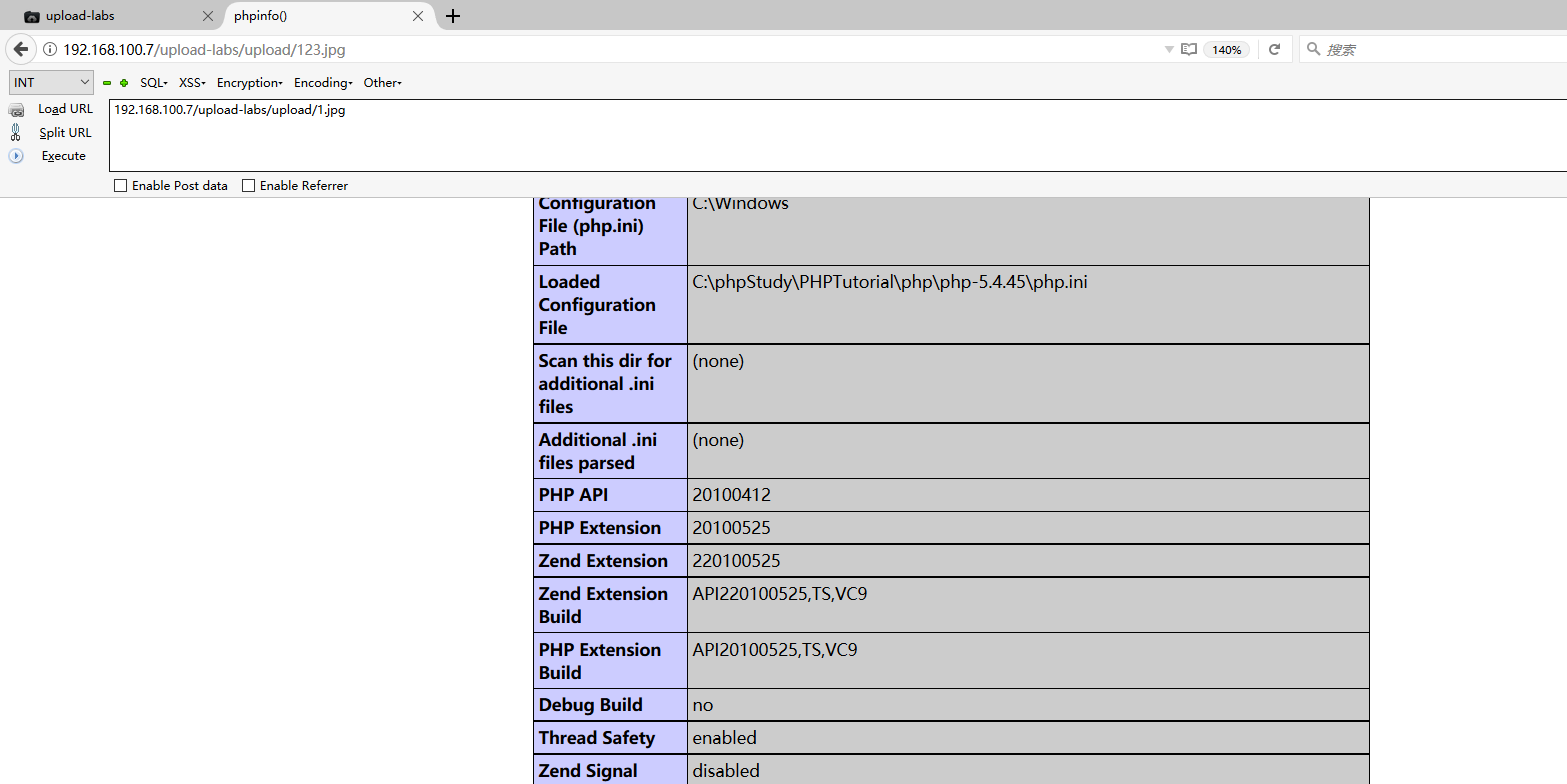 upload-labs
phpinfo()
192.168.100.7/upload-labs/upload/123.jpg
140%
搜索
INT
SQL
XSS
Encryption
Encoding
Other
Load URL
192.168.100.7/upload-labs/upload/1.jpg
Split URL
Execute
Enable Post data
Enable Referrer
Configuration
File (php.ini)
Path
C:\Windows
Loaded
Configuration
File
C:\phpStudy\PHPTutorial\php\php-5.4.45\php.ini
Scan this dir for
additional .ini
files
(none)
Additional .ini
files parsed
(none)
PHP API
20100412
PHP Extension
20100525
Zend Extension
220100525
Zend Extension
Build
API220100525,TS,VC9
PHP Extension
Build
API20100525,TS,VC9
Debug Build
no
Thread Safety
enabled
Zend Signal
disabled